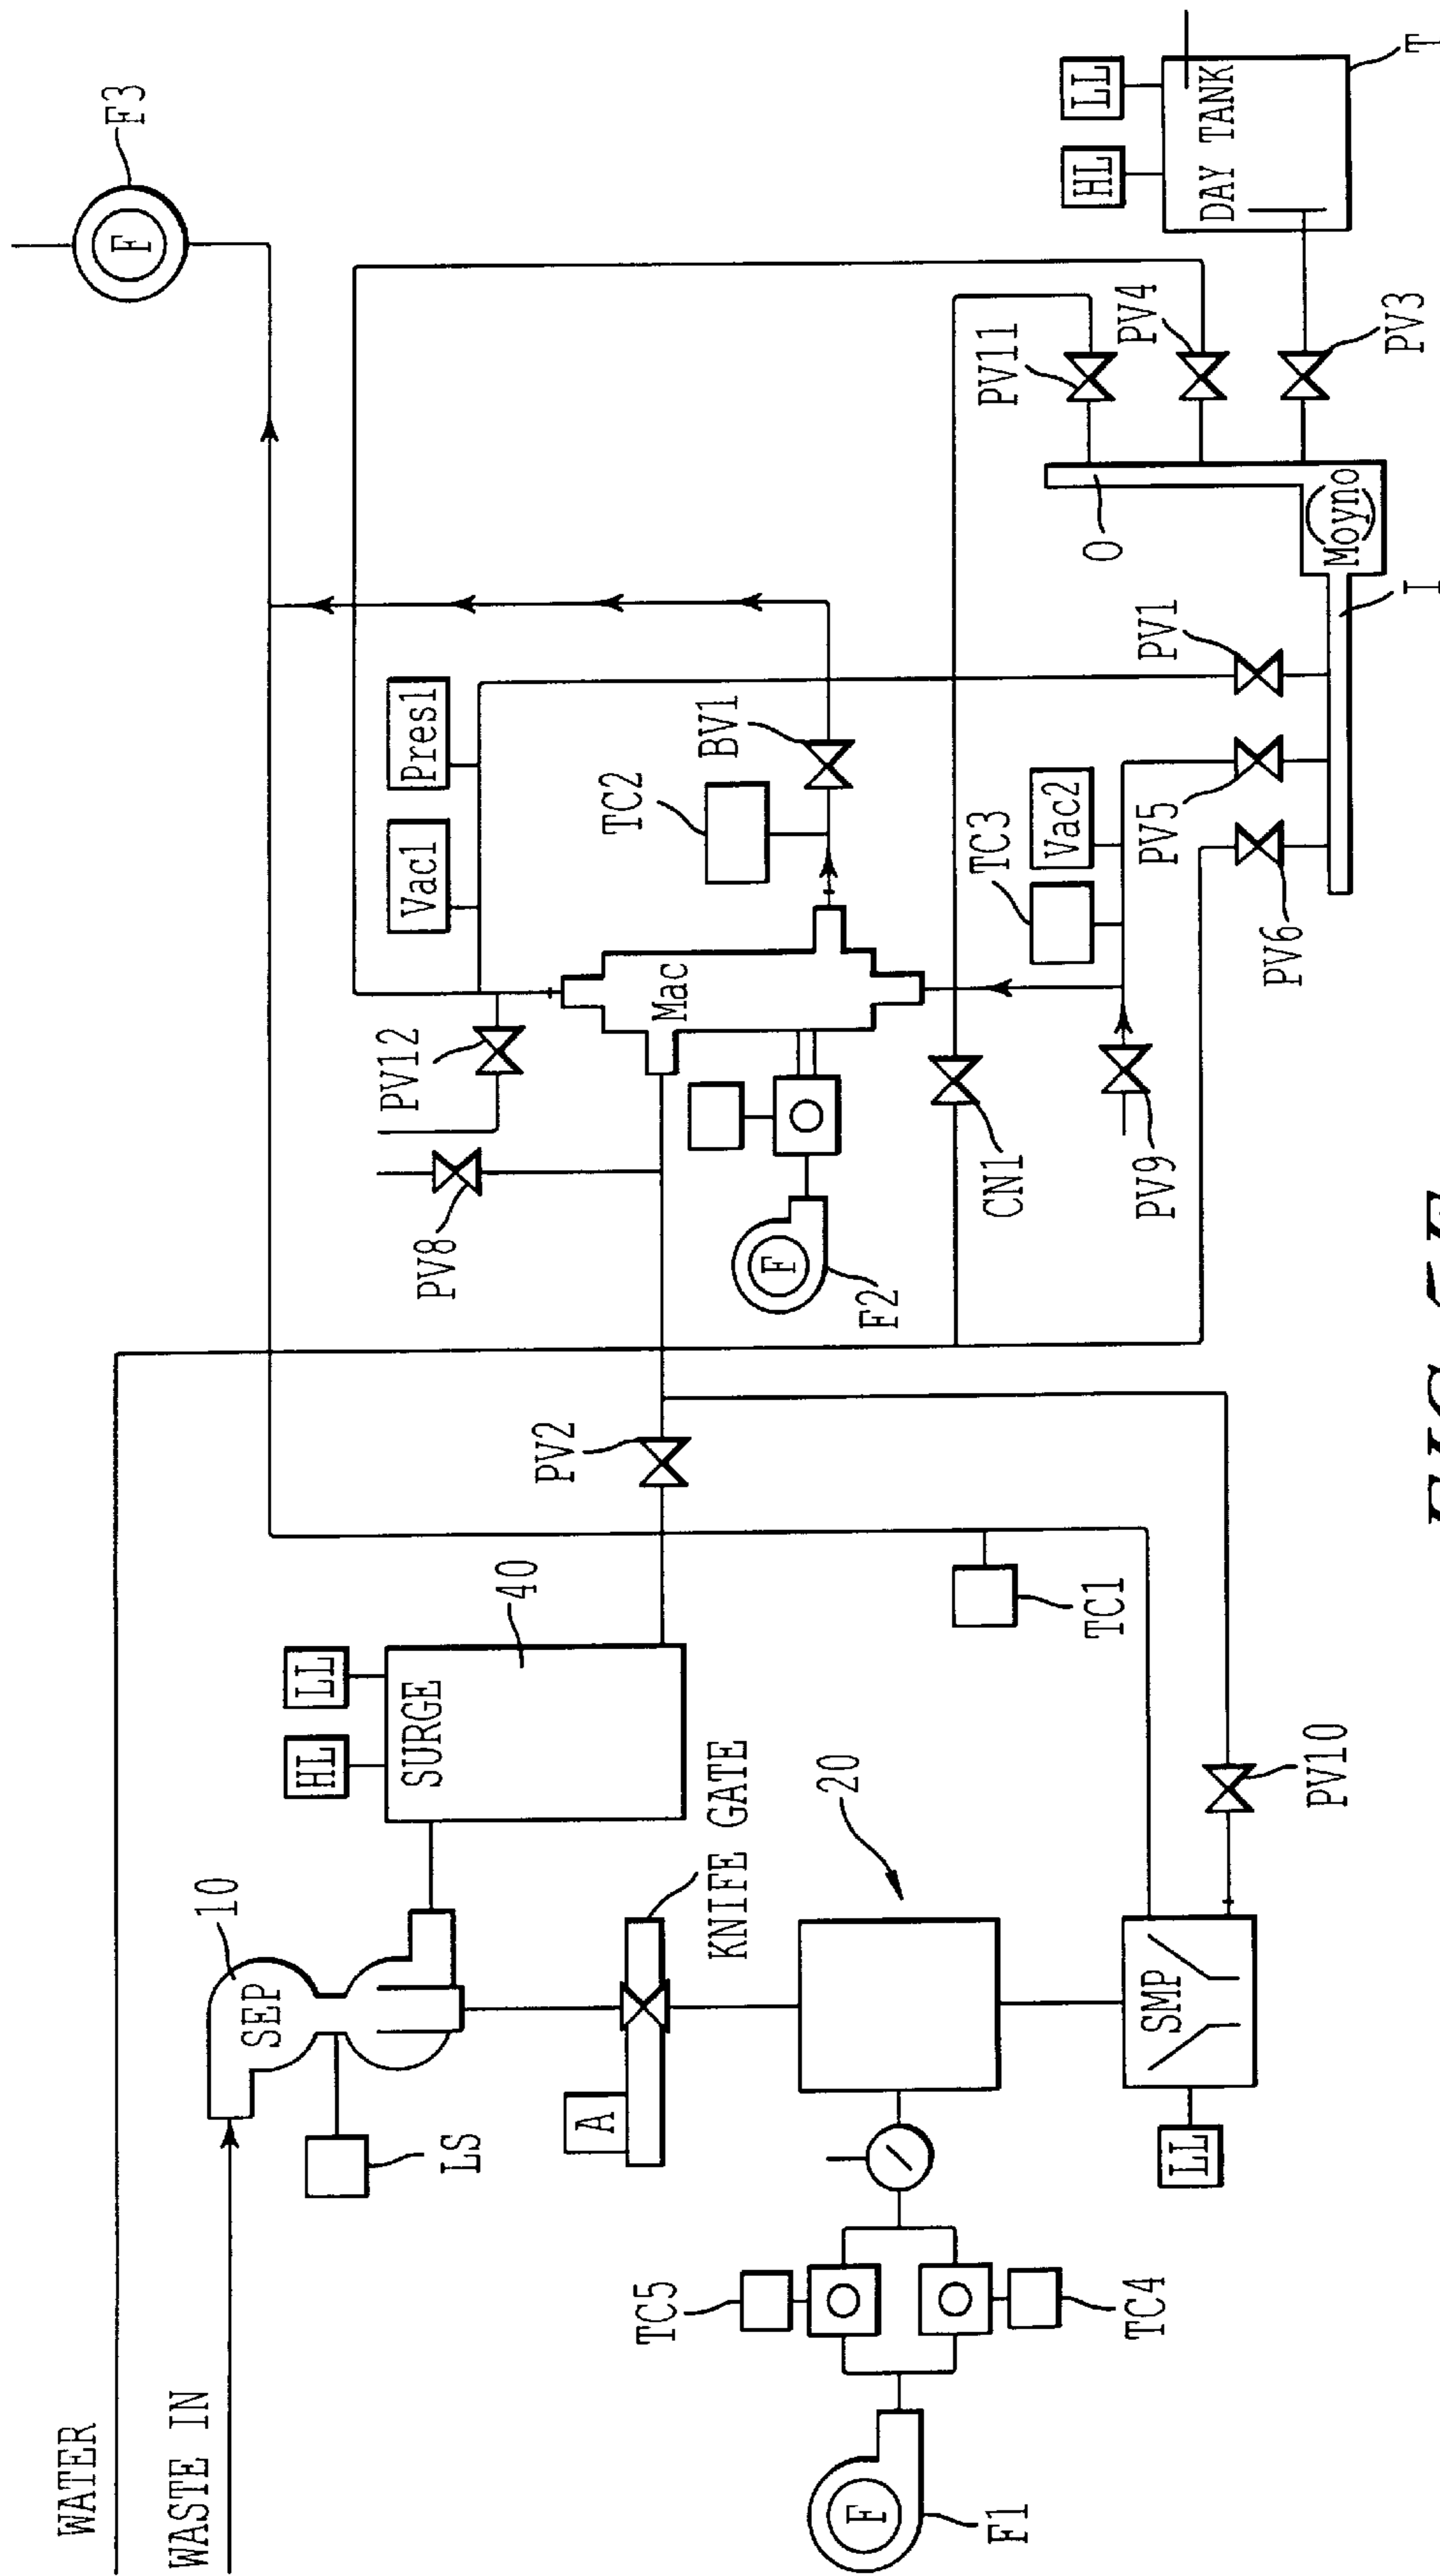 WATER
WASTE IN
10
SEP
LS
HL
LL
SURGE
40
A
KNIFE GATE
20
TC5
TC4
F
F1
SMP
LL
TC1
PV10
PV2
PV8
PV12
F
F2
Mac
Vac1
Pres1
TC2
BV1
CN1
PV9
TC3
Vac2
PV5
PV6
PV1
I
Moyno
O
PV11
PV4
PV3
F
F3
HL
LL
DAY TANK
T